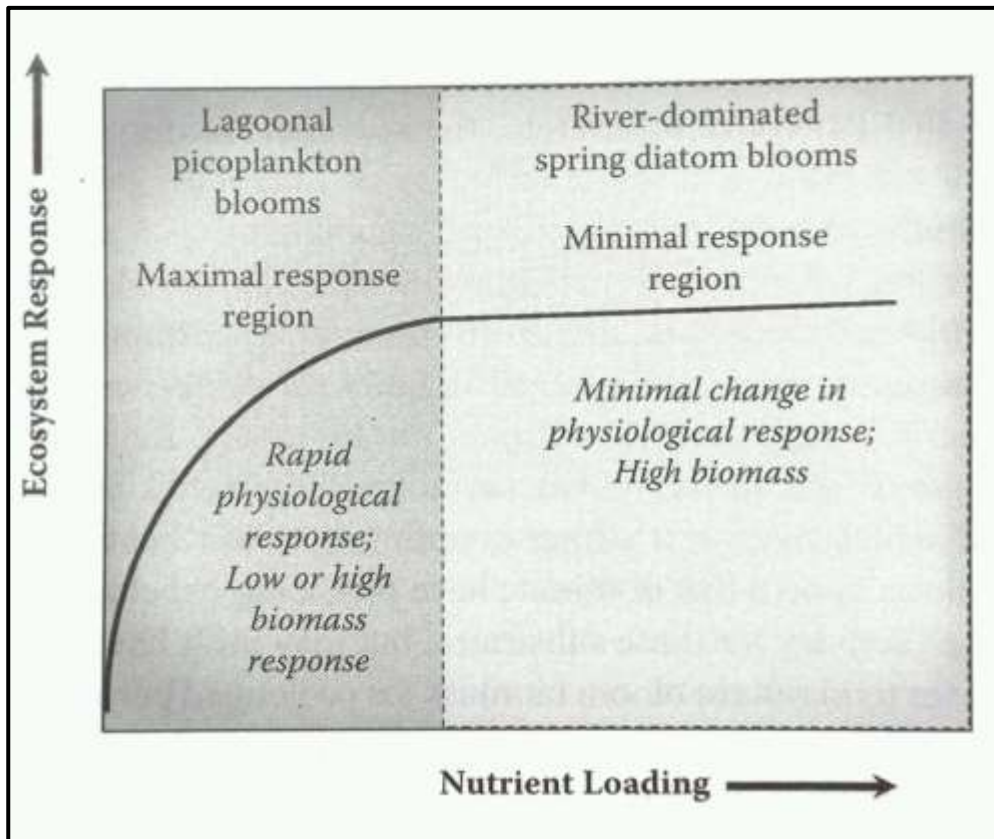 Ecosystem Response
Lagoonal
picoplankton
blooms
Maximal response
region
Rapid
physiological
response;
Low or high
biomass
response
River-dominated
spring diatom blooms
Minimal response
region
Minimal change in
physiological response;
High biomass
Nutrient Loading